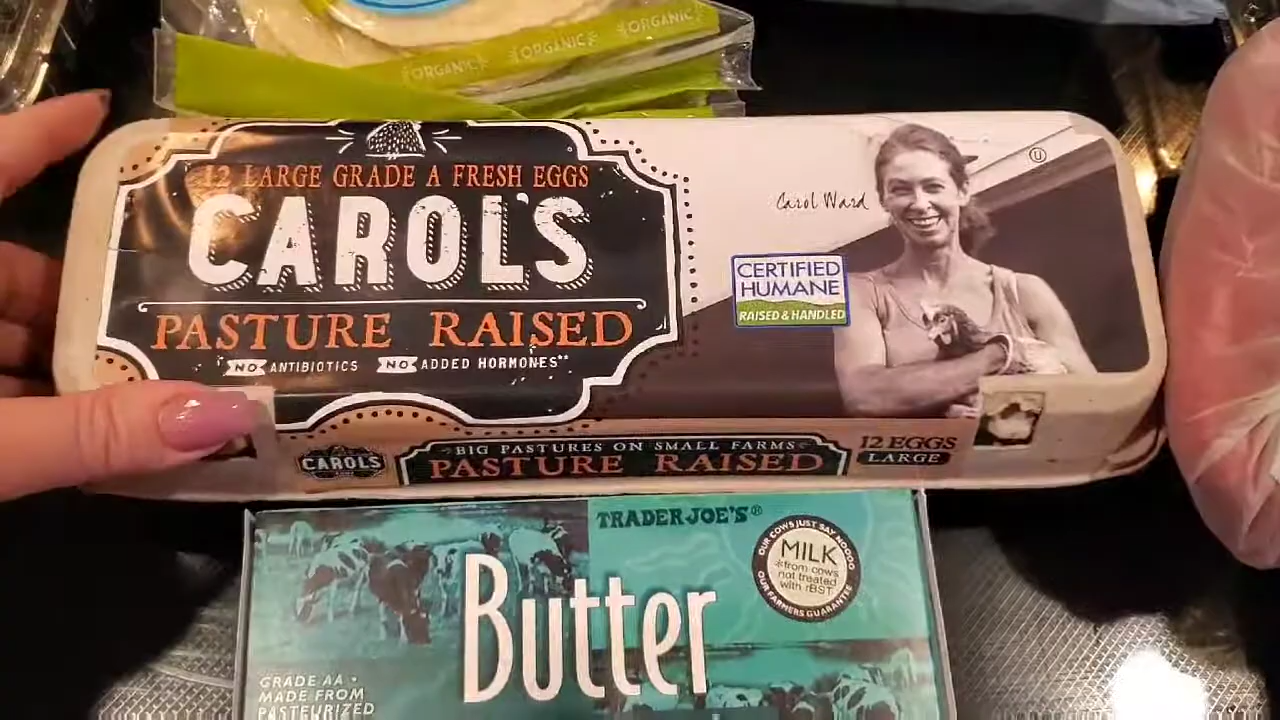 ORGANIC ORGANIC ORGANIC
12 LARGE GRADE A FRESH EGGS
CAROL'S
PASTURE RAISED
NO ANTIBIOTICS NO ADDED HORMONES**
Carol Ward
U
CERTIFIED
HUMANE
RAISED & HANDLED
CAROL'S
BIG PASTURES ON SMALL FARMS
PASTURE RAISED
12 EGGS
LARGE
TRADER JOE'S®
Butter
OUR COWS JUST SAY NOOOO
MILK
*from cows
not treated
with rBST
OUR FARMERS GUARANTEE
GRADE AA •
MADE FROM
PASTEURIZED